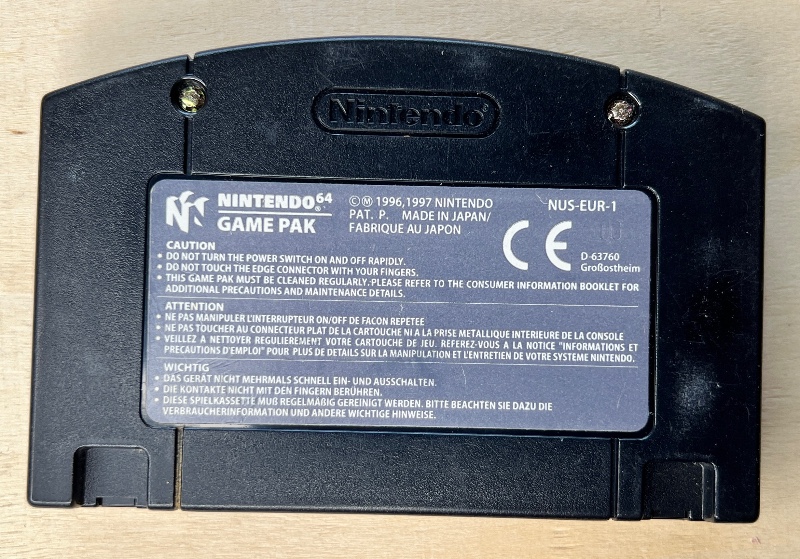 Nintendo®
NINTENDO⁶⁴®
GAME PAK
©Ⓜ 1996,1997 NINTENDO
PAT. P. MADE IN JAPAN/
FABRIQUE AU JAPON
NUS-EUR-1
CE
D-63760
Großostheim
CAUTION
• DO NOT TURN THE POWER SWITCH ON AND OFF RAPIDLY.
• DO NOT TOUCH THE EDGE CONNECTOR WITH YOUR FINGERS.
• THIS GAME PAK MUST BE CLEANED REGULARLY. PLEASE REFER TO THE CONSUMER INFORMATION BOOKLET FOR
ADDITIONAL PRECAUTIONS AND MAINTENANCE DETAILS.
ATTENTION
• NE PAS MANIPULER L'INTERRUPTEUR ON/OFF DE FACON REPETEE
• NE PAS TOUCHER AU CONNECTEUR PLAT DE LA CARTOUCHE NI A LA PRISE METALLIQUE INTERIEURE DE LA CONSOLE
• VEILLEZ À NETTOYER REGULIEREMENT VOTRE CARTOUCHE DE JEU. REFEREZ-VOUS A LA NOTICE "INFORMATIONS ET
PRECAUTIONS D'EMPLOI" POUR PLUS DE DETAILS SUR LA MANIPULATION ET L'ENTRETIEN DE VOTRE SYSTEME NINTENDO.
WICHTIG
• DAS GERÄT NICHT MEHRMALS SCHNELL EIN- UND AUSSCHALTEN.
• DIE KONTAKTE NICHT MIT DEN FINGERN BERÜHREN.
• DIESE SPIELKASSETTE MUß REGELMÄßIG GEREINIGT WERDEN. BITTE BEACHTEN SIE DAZU DIE
VERBRAUCHERINFORMATION UND ANDERE WICHTIGE HINWEISE.